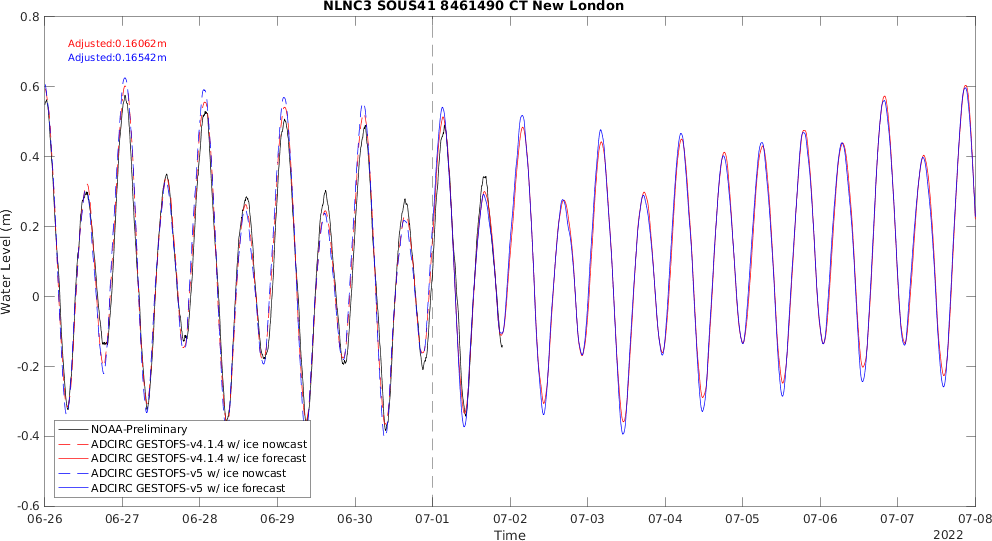 NLNC3 SOUS41 8461490 CT New London
Adjusted:0.16062m
Adjusted:0.16542m
0.8
0.6
0.4
0.2
0
-0.2
-0.4
-0.6
Water Level (m)
NOAA-Preliminary
ADCIRC GESTOFS-v4.1.4 w/ ice nowcast
ADCIRC GESTOFS-v4.1.4 w/ ice forecast
ADCIRC GESTOFS-v5 w/ ice nowcast
ADCIRC GESTOFS-v5 w/ ice forecast
06-26 06-27 06-28 06-29 06-30 07-01 07-02 07-03 07-04 07-05 07-06 07-07 07-08
Time
2022